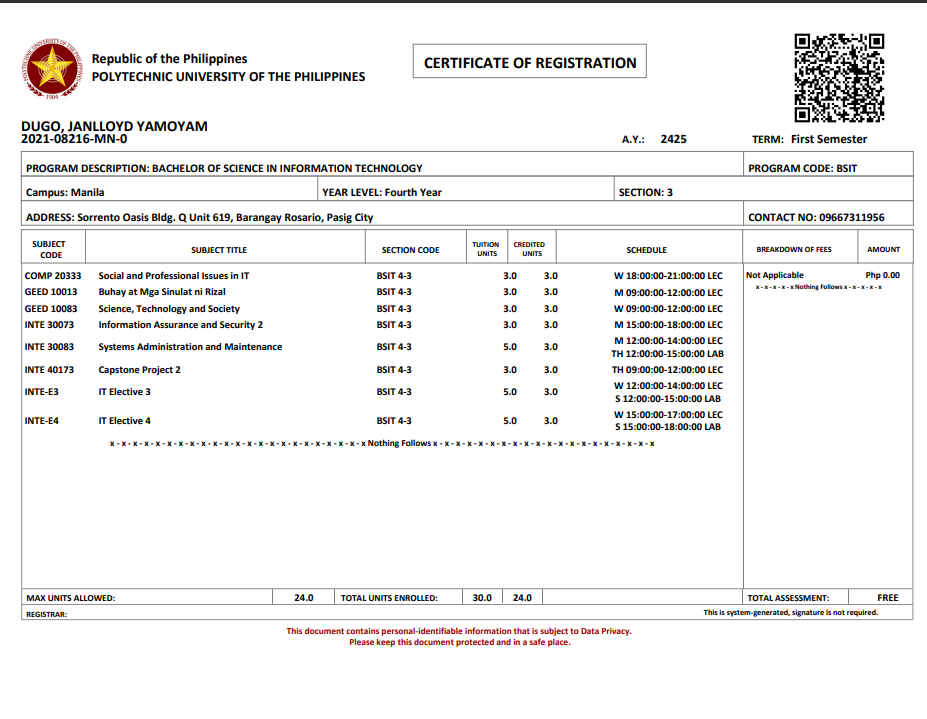 Republic of the Philippines
POLYTECHNIC UNIVERSITY OF THE PHILIPPINES
CERTIFICATE OF REGISTRATION
POLYTECHNIC UNIVERSITY OF THE PHILIPPINES
1904
DUGO, JANLLOYD YAMOYAM
2021-08216-MN-0
A.Y.: 2425 TERM: First Semester
PROGRAM DESCRIPTION: BACHELOR OF SCIENCE IN INFORMATION TECHNOLOGY PROGRAM CODE: BSIT
Campus: Manila YEAR LEVEL: Fourth Year SECTION: 3
ADDRESS: Sorrento Oasis Bldg. Q Unit 619, Barangay Rosario, Pasig City CONTACT NO: 09667311956
SUBJECT CODE SUBJECT TITLE SECTION CODE TUITION UNITS CREDITED UNITS SCHEDULE BREAKDOWN OF FEES AMOUNT
COMP 20333 Social and Professional Issues in IT BSIT 4-3 3.0 3.0 W 18:00:00-21:00:00 LEC Not Applicable Php 0.00
x - x - x - x - x Nothing Follows x - x - x - x - x
GEED 10013 Buhay at Mga Sinulat ni Rizal BSIT 4-3 3.0 3.0 M 09:00:00-12:00:00 LEC
GEED 10083 Science, Technology and Society BSIT 4-3 3.0 3.0 W 09:00:00-12:00:00 LEC
INTE 30073 Information Assurance and Security 2 BSIT 4-3 3.0 3.0 M 15:00:00-18:00:00 LEC
INTE 30083 Systems Administration and Maintenance BSIT 4-3 5.0 3.0 M 12:00:00-14:00:00 LEC
TH 12:00:00-15:00:00 LAB
INTE 40173 Capstone Project 2 BSIT 4-3 3.0 3.0 TH 09:00:00-12:00:00 LEC
INTE-E3 IT Elective 3 BSIT 4-3 5.0 3.0 W 12:00:00-14:00:00 LEC
S 12:00:00-15:00:00 LAB
INTE-E4 IT Elective 4 BSIT 4-3 5.0 3.0 W 15:00:00-17:00:00 LEC
S 15:00:00-18:00:00 LAB
x - x - x - x - x - x - x - x - x - x - x - x - x - x - x - x - x - x - x - x - x - x - x Nothing Follows x - x - x - x - x - x - x - x - x - x - x - x - x - x - x - x - x - x - x - x
MAX UNITS ALLOWED: 24.0 TOTAL UNITS ENROLLED: 30.0 24.0 TOTAL ASSESSMENT: FREE
REGISTRAR: This is system-generated, signature is not required.
This document contains personal-identifiable information that is subject to Data Privacy.
Please keep this document protected and in a safe place.